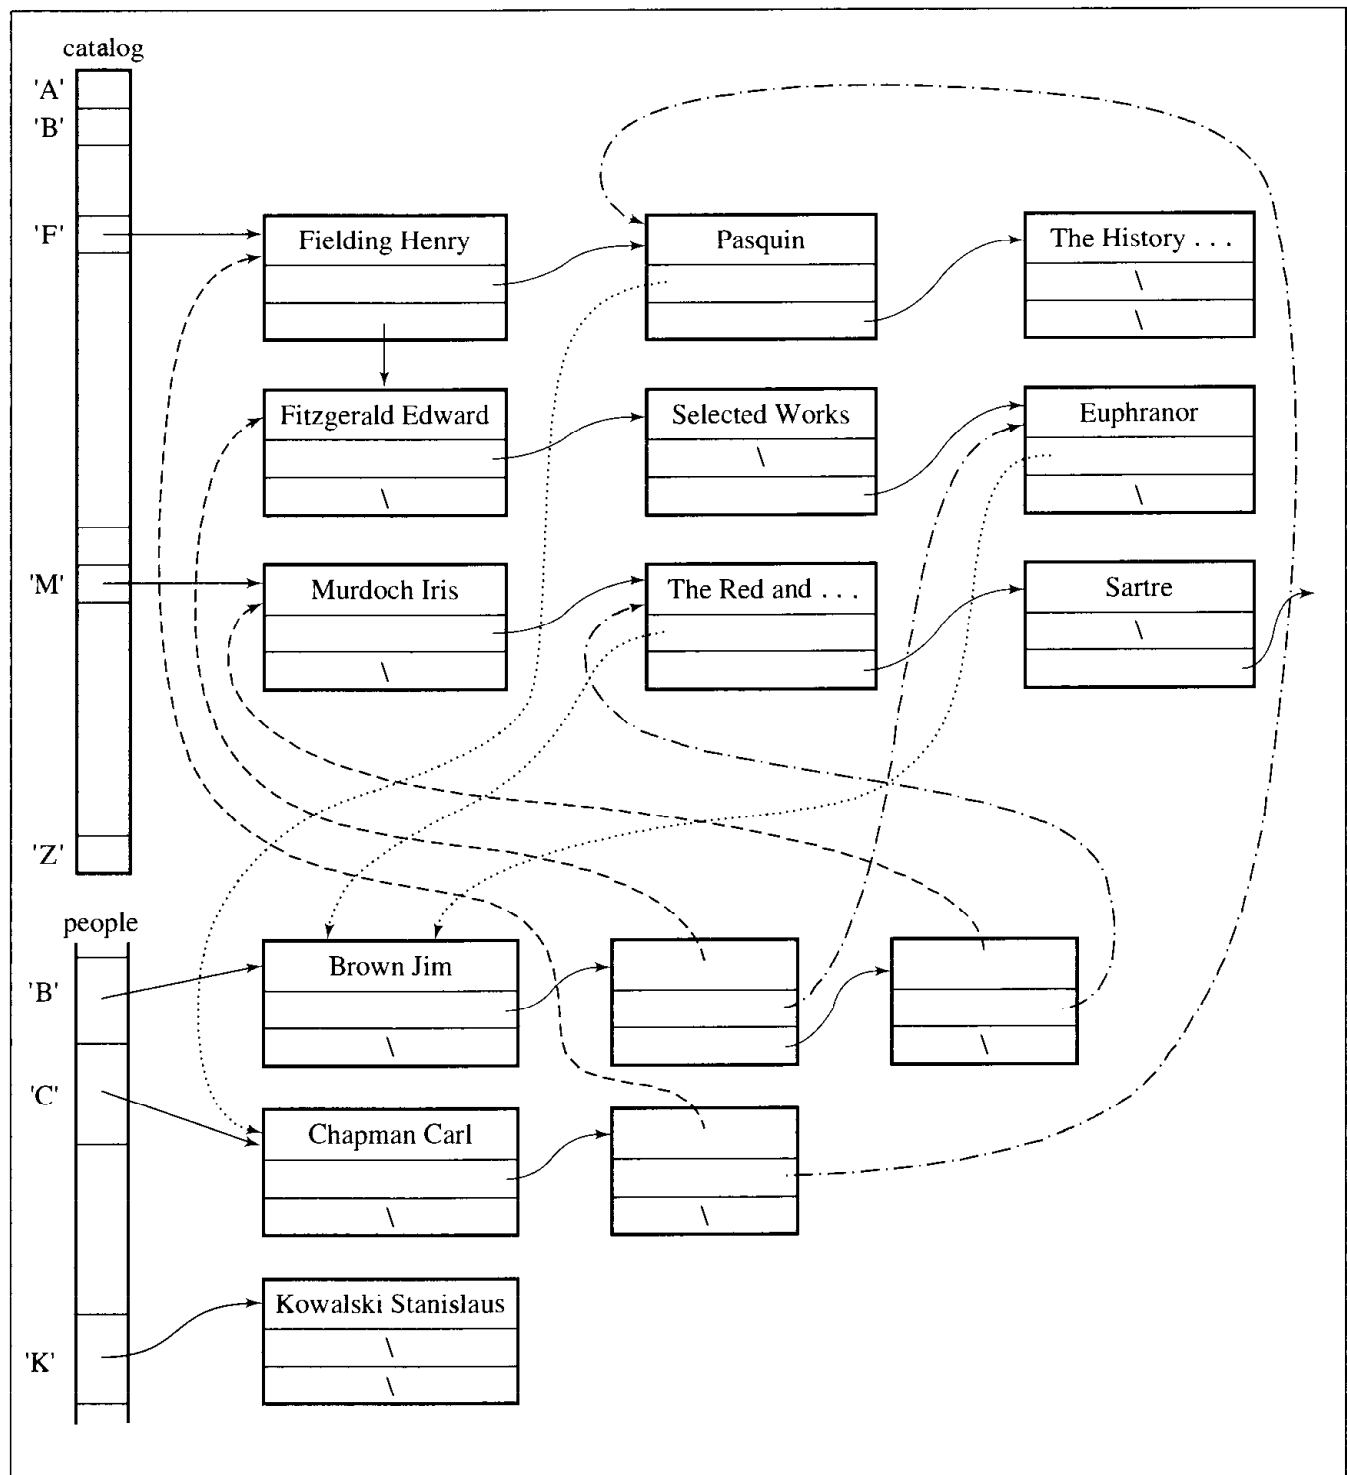 catalog
'A'
'B'
'F'
Fielding Henry
Pasquin
The History . . .
\
\
Fitzgerald Edward
Selected Works
Euphranor
\
\
\
'M'
Murdoch Iris
The Red and . . .
Sartre
\
\
'Z'
people
'B'
Brown Jim
\
\
'C'
Chapman Carl
\
\
'K'
Kowalski Stanislaus
\
\